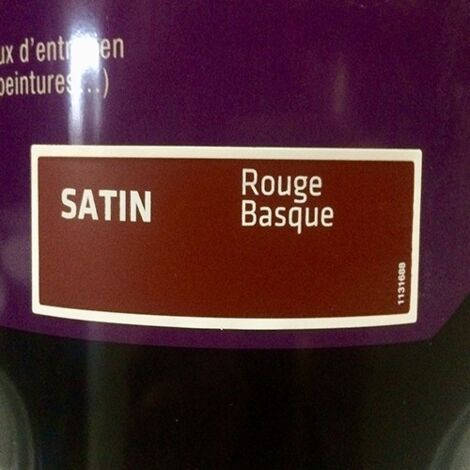 ux d'entretien
peintures...)
SATIN
Rouge
Basque
1131688